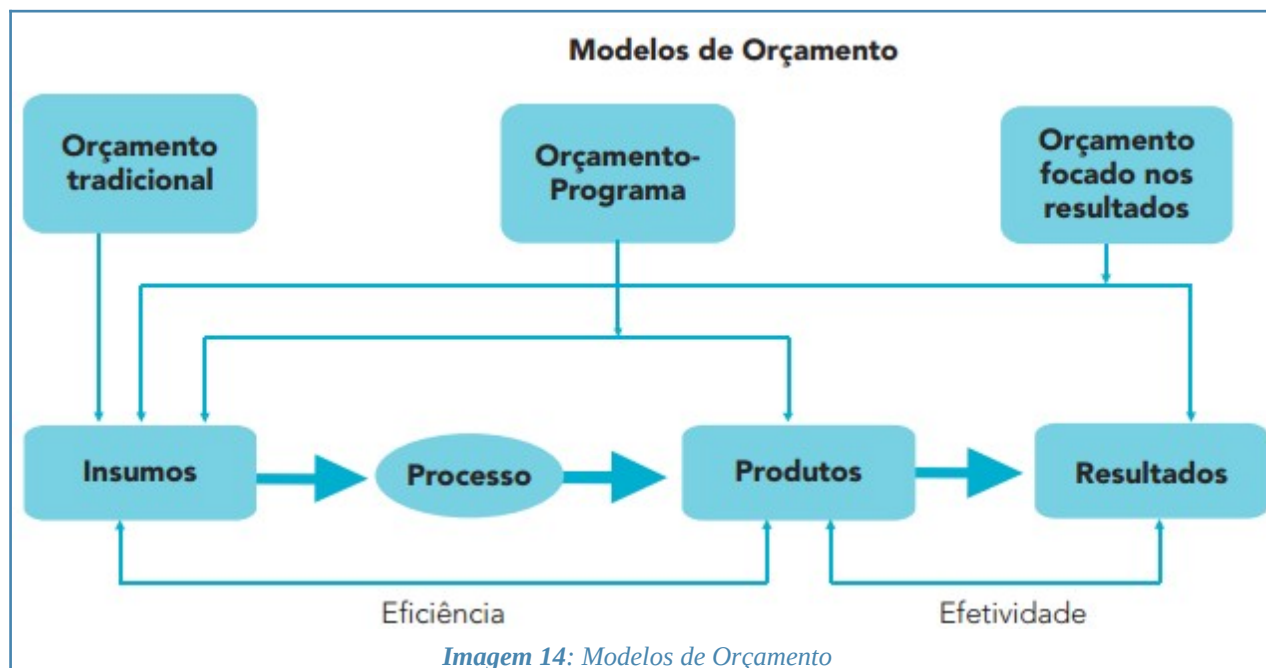 Modelos de Orçamento
Orçamento
tradicional
Orçamento-
Programa
Orçamento
focado nos
resultados
Insumos
Processo
Produtos
Resultados
Eficiência
Efetividade
Imagem 14: Modelos de Orçamento